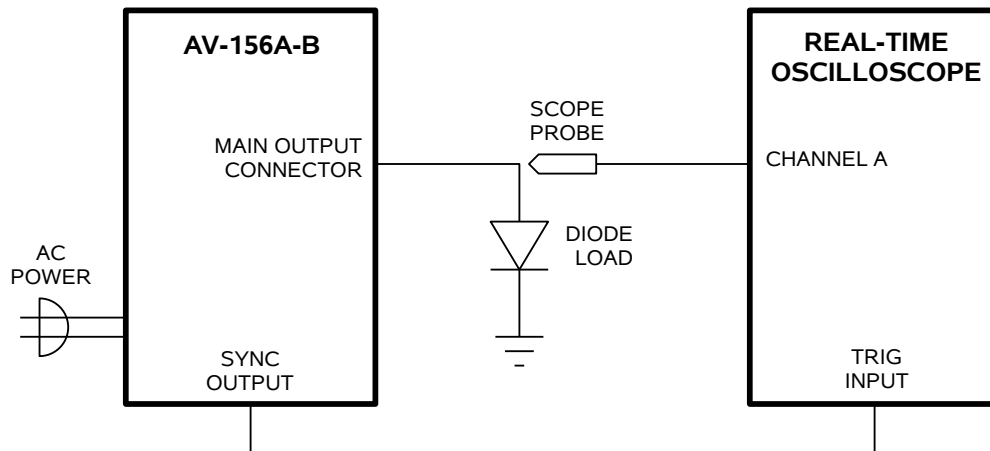 AV-156A-B
REAL-TIME
OSCILLOSCOPE
SCOPE
PROBE
MAIN OUTPUT
CONNECTOR
CHANNEL A
DIODE
LOAD
AC
POWER
SYNC
OUTPUT
TRIG
INPUT